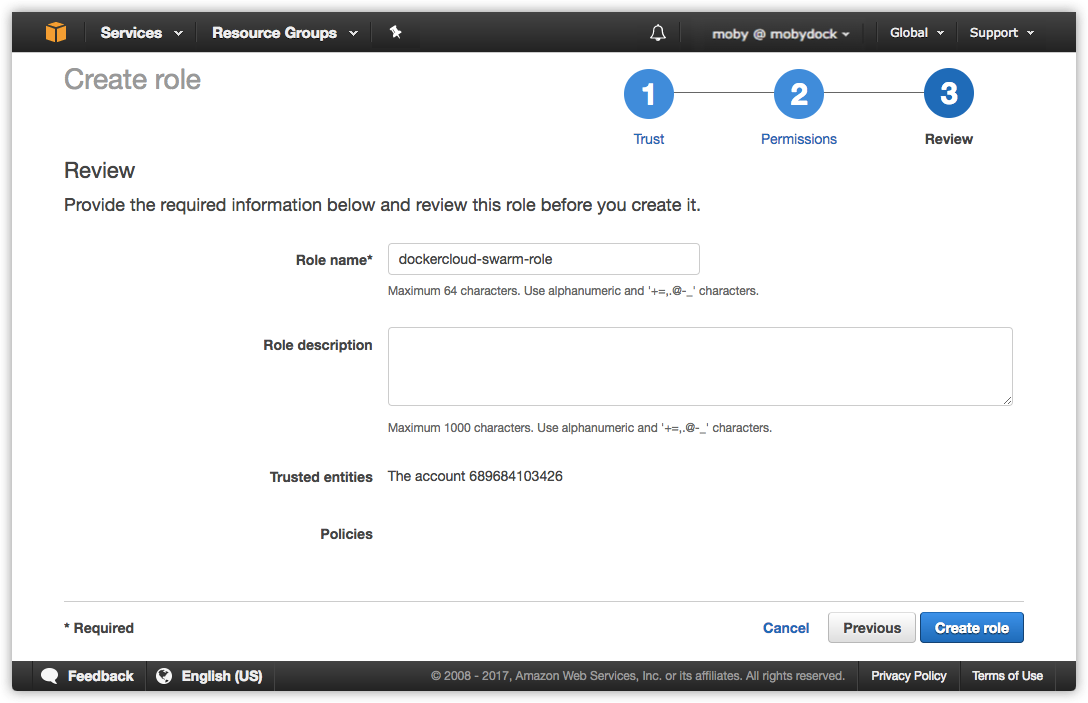 Services Resource Groups moby @ mobydock Global Support
Create role
1 2 3
Trust Permissions Review
Review
Provide the required information below and review this role before you create it.
Role name* dockercloud-swarm-role
Maximum 64 characters. Use alphanumeric and '+=,.@-_' characters.
Role description
Maximum 1000 characters. Use alphanumeric and '+=,.@-_' characters.
Trusted entities The account 689684103426
Policies
* Required Cancel Previous Create role
Feedback English (US) © 2008 - 2017, Amazon Web Services, Inc. or its affiliates. All rights reserved. Privacy Policy Terms of Use